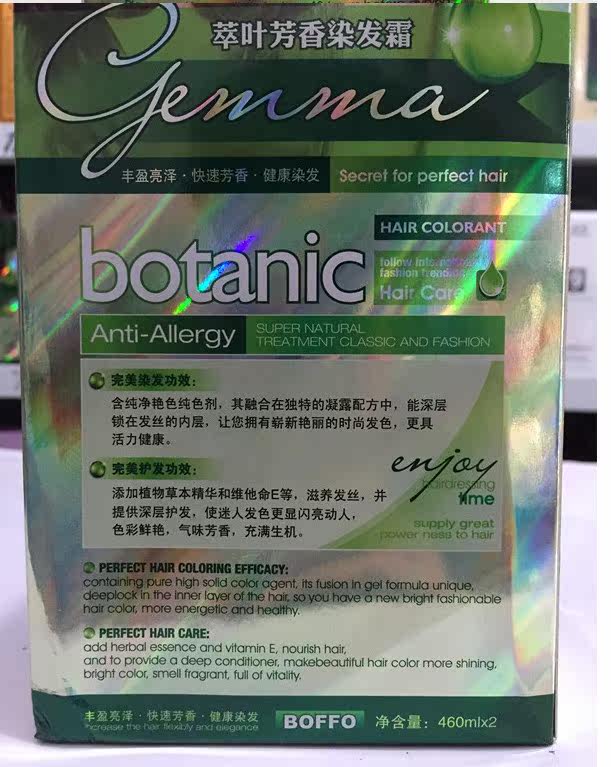 萃叶芳香染发霜
Gemma
丰盈亮泽·快速芳香·健康染发 Secret for perfect hair
botanic
HAIR COLORANT
follow international
fashion trendion
Hair Care
Anti-Allergy
SUPER NATURAL
TREATMENT CLASSIC AND FASHION
完美染发功效:
含纯净艳色纯色剂，其融合在独特的凝露配方中，能深层
锁在发丝的内层，让您拥有崭新艳丽的时尚发色，更具
活力健康。
完美护发功效:
添加植物草本精华和维他命E等，滋养发丝，并
提供深层护发，使迷人发色更显闪亮动人，
色彩鲜艳，气味芳香，充满生机。
enjoy
hairdressing
time
supply great
power ness to hair
PERFECT HAIR COLORING EFFICACY:
containing pure high solid color agent, its fusion in gel formula unique,
deeplock in the inner layer of the hair, so you have a new bright fashionable
hair color, more energetic and healthy.
PERFECT HAIR CARE:
add herbal essence and vitamin E, nourish hair,
and to provide a deep conditioner, makebeautiful hair color more shining,
bright color, smell fragrant, full of vitality.
丰盈亮泽·快速芳香·健康染发
increase the hair flexibly and elegance
BOFFO
净含量：460mlx2